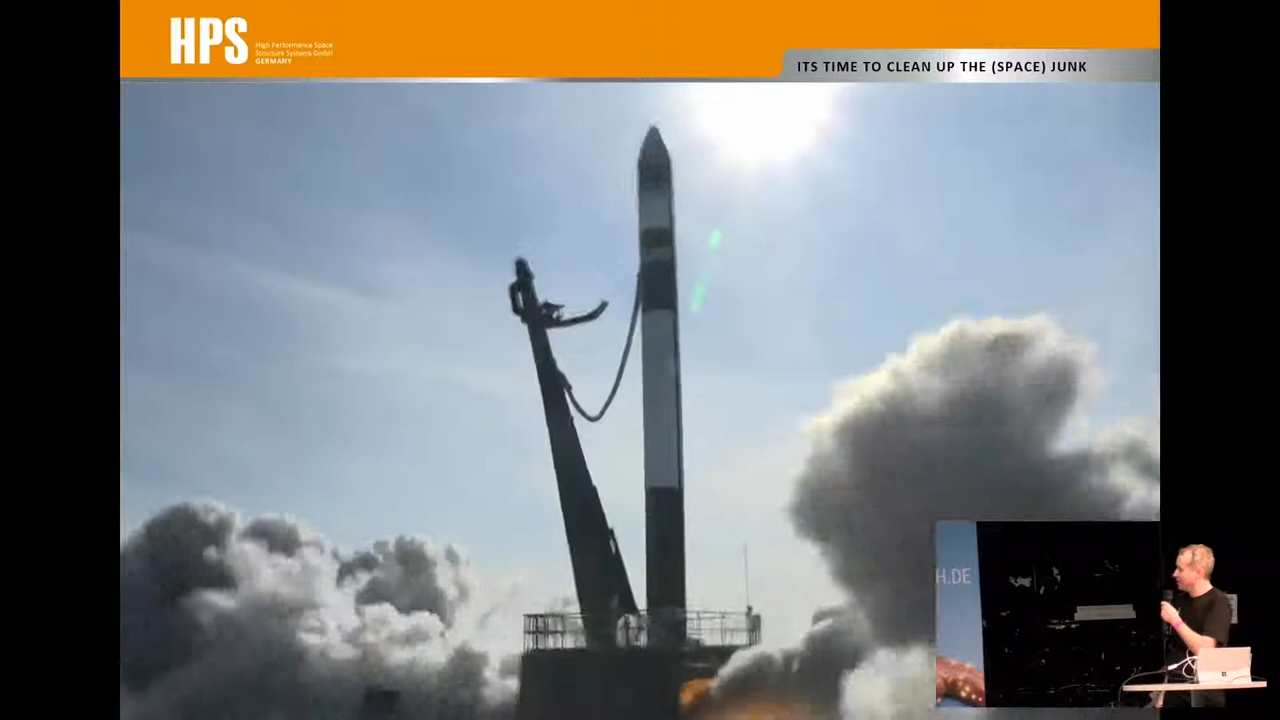 HPS
High Performance Space
Structure Systems GmbH
GERMANY
ITS TIME TO CLEAN UP THE (SPACE) JUNK
H.DE